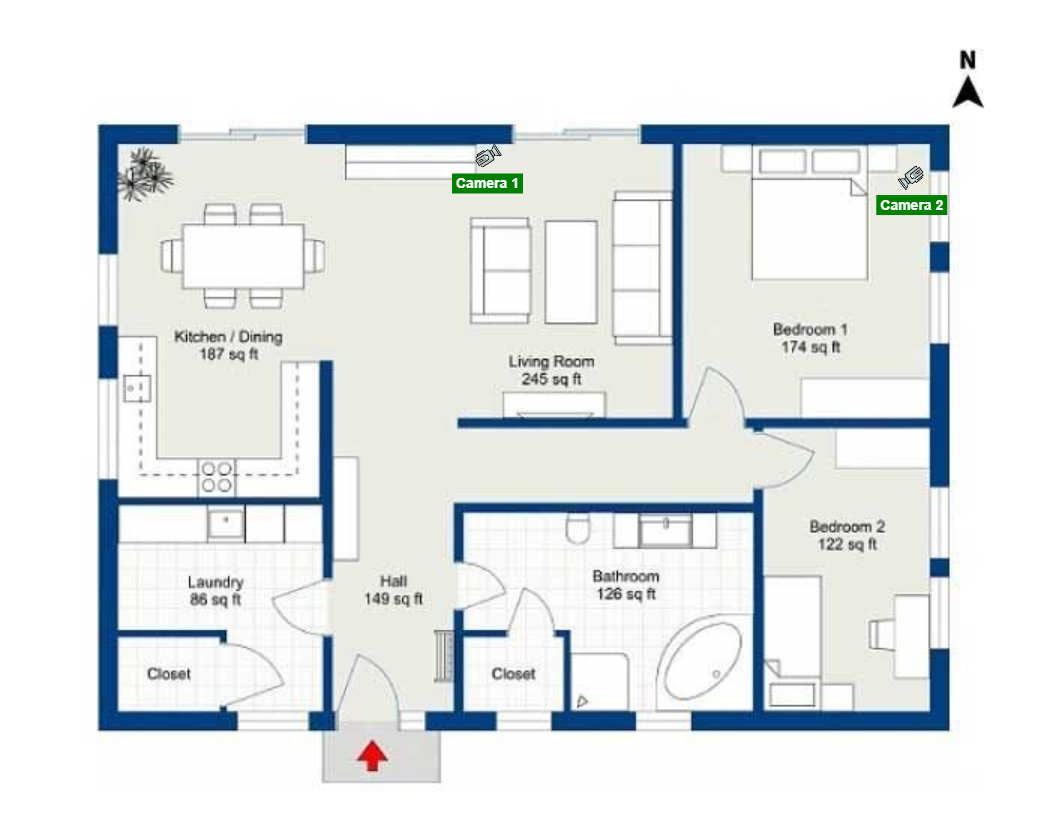 N
Camera 1
Camera 2
Kitchen / Dining
187 sq ft
Living Room
245 sq ft
Bedroom 1
174 sq ft
Bedroom 2
122 sq ft
Laundry
86 sq ft
Hall
149 sq ft
Bathroom
126 sq ft
Closet
Closet